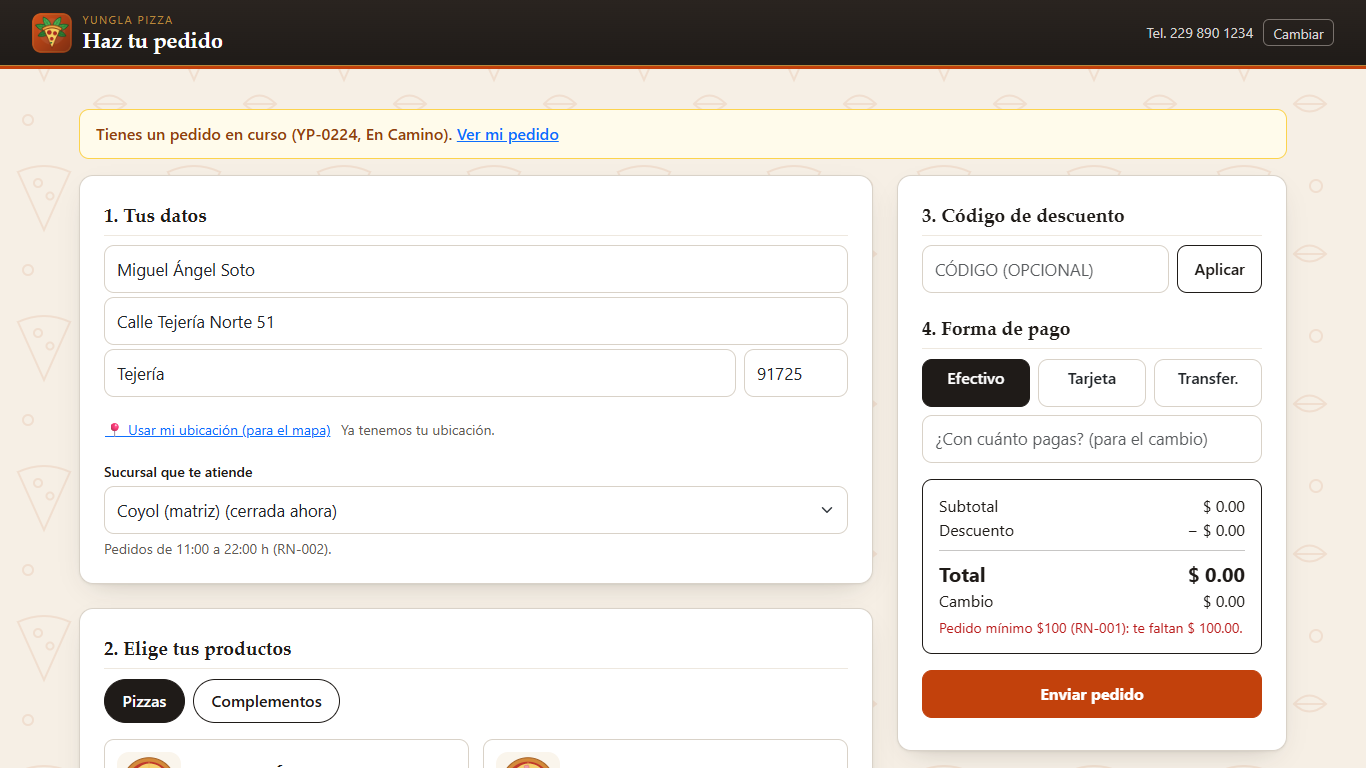 YUNGLA PIZZA
Haz tu pedido
Tel. 229 890 1234
Cambiar
Tienes un pedido en curso (YP-0224, En Camino). Ver mi pedido
1. Tus datos
Miguel Ángel Soto
Calle Tejería Norte 51
Tejería
91725
Usar mi ubicación (para el mapa)
Ya tenemos tu ubicación.
Sucursal que te atiende
Coyol (matriz) (cerrada ahora)
Pedidos de 11:00 a 22:00 h (RN-002).
2. Elige tus productos
Pizzas
Complementos
3. Código de descuento
CÓDIGO (OPCIONAL)
Aplicar
4. Forma de pago
Efectivo
Tarjeta
Transfer.
¿Con cuánto pagas? (para el cambio)
Subtotal $ 0.00
Descuento – $ 0.00
Total $ 0.00
Cambio $ 0.00
Pedido mínimo $100 (RN-001): te faltan $ 100.00.
Enviar pedido